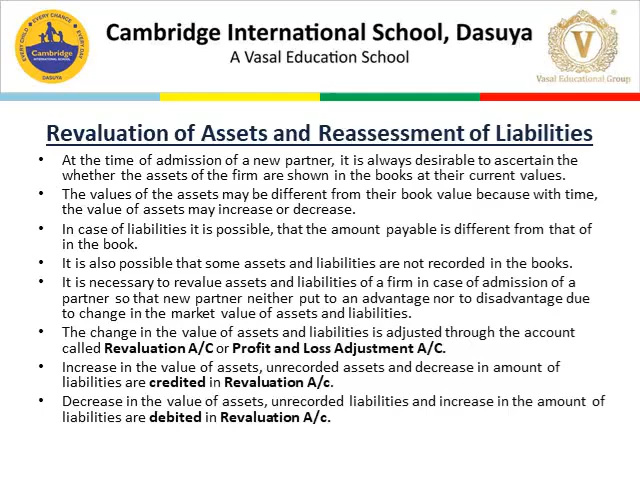 EVERY CHILD • EVERY CHANCE • EVERY DAY
Cambridge
INTERNATIONAL SCHOOL
DASUYA
Cambridge International School, Dasuya
A Vasal Education School
V
Vasal Educational Group
Revaluation of Assets and Reassessment of Liabilities
• At the time of admission of a new partner, it is always desirable to ascertain the
whether the assets of the firm are shown in the books at their current values.
• The values of the assets may be different from their book value because with time,
the value of assets may increase or decrease.
• In case of liabilities it is possible, that the amount payable is different from that of
in the book.
• It is also possible that some assets and liabilities are not recorded in the books.
• It is necessary to revalue assets and liabilities of a firm in case of admission of a
partner so that new partner neither put to an advantage nor to disadvantage due
to change in the market value of assets and liabilities.
• The change in the value of assets and liabilities is adjusted through the account
called Revaluation A/C or Profit and Loss Adjustment A/C.
• Increase in the value of assets, unrecorded assets and decrease in amount of
liabilities are credited in Revaluation A/c.
• Decrease in the value of assets, unrecorded liabilities and increase in the amount of
liabilities are debited in Revaluation A/c.